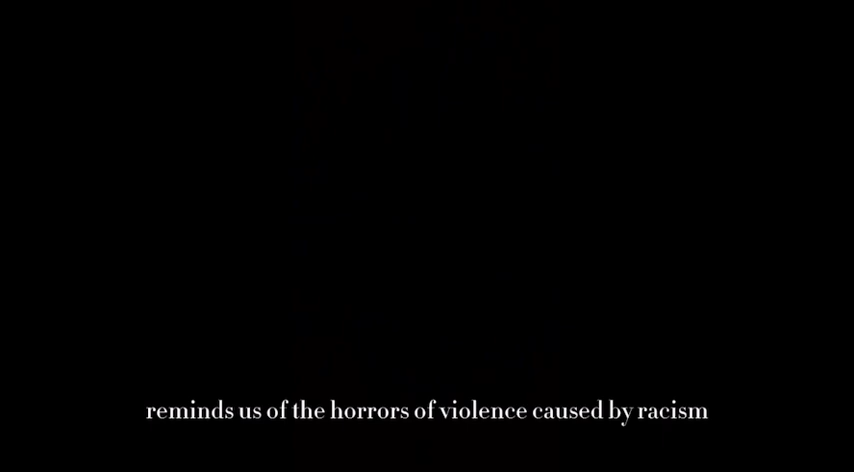 reminds us of the horrors of violence caused by racism